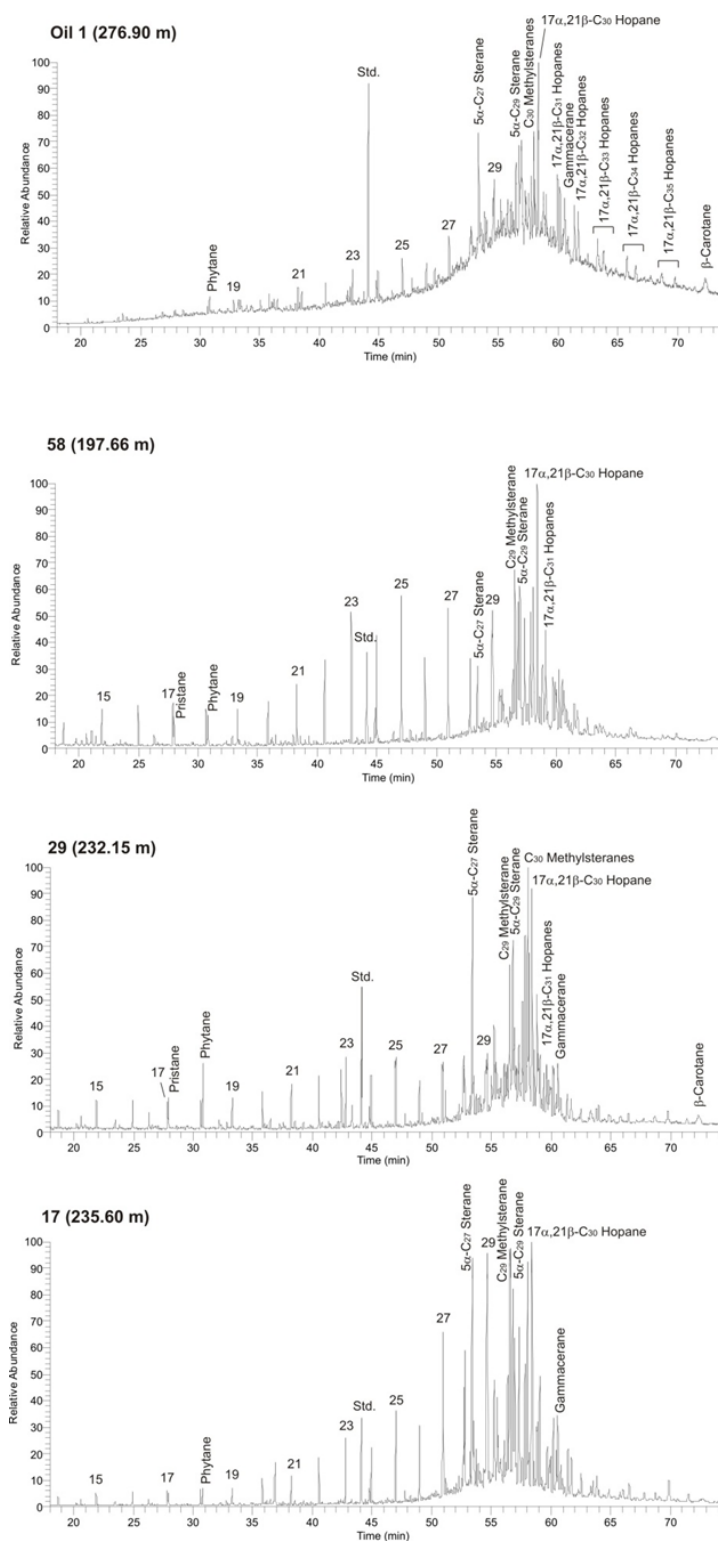 Oil 1 (276.90 m)
17α,21β-C30 Hopane
Std.
5α-C27 Sterane
5α-C29 Sterane
C30 Methylsteranes
17α,21β-C31 Hopanes
Gammacerane
17α,21β-C32 Hopanes
17α,21β-C33 Hopanes
17α,21β-C34 Hopanes
17α,21β-C35 Hopanes
β-Carotane
Phytane
19
21
23
25
27
29
Relative Abundance
100
90
80
70
60
50
40
30
20
10
0
20 25 30 35 40 45 50 55 60 65 70
Time (min)
58 (197.66 m)
17α,21β-C30 Hopane
C29 Methylsterane
5α-C29 Sterane
17α,21β-C31 Hopanes
5α-C27 Sterane
15
17
Pristane
Phytane
19
21
23
Std.
25
27
29
Relative Abundance
100
90
80
70
60
50
40
30
20
10
0
20 25 30 35 40 45 50 55 60 65 70
Time (min)
29 (232.15 m)
5α-C27 Sterane
C30 Methylsteranes
17α,21β-C30 Hopane
C29 Methylsterane
5α-C29 Sterane
17α,21β-C31 Hopanes
Gammacerane
β-Carotane
15
17
Pristane
Phytane
19
21
23
Std.
25
27
29
Relative Abundance
100
90
80
70
60
50
40
30
20
10
0
20 25 30 35 40 45 50 55 60 65 70
Time (min)
17 (235.60 m)
5α-C27 Sterane
29
C29 Methylsterane
5α-C29 Sterane
17α,21β-C30 Hopane
Gammacerane
15
17
Phytane
19
21
23
Std.
25
27
Relative Abundance
100
90
80
70
60
50
40
30
20
10
0
20 25 30 35 40 45 50 55 60 65 70
Time (min)